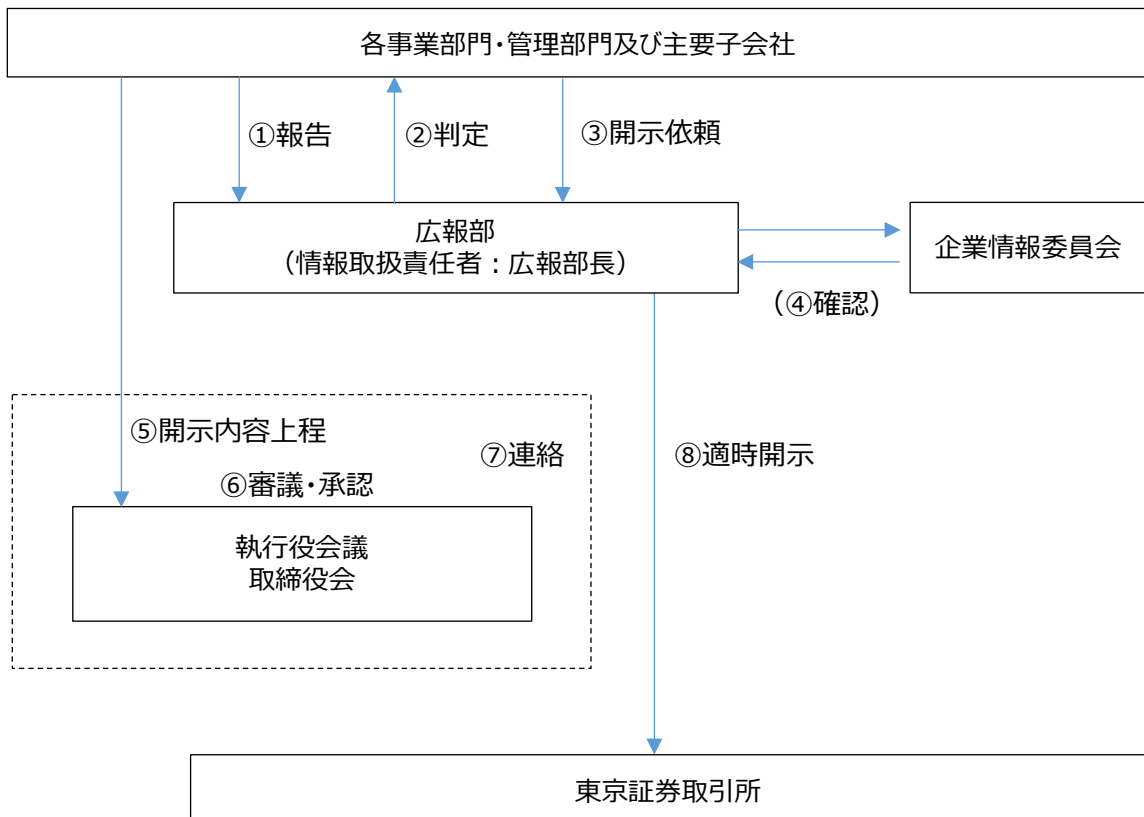 各事業部門・管理部門及び主要子会社
①報告
②判定
③開示依頼
広報部
（情報取扱責任者：広報部長）
企業情報委員会
（④確認）
⑤開示内容上程
⑦連絡
⑧適時開示
⑥審議・承認
執行役会議
取締役会
東京証券取引所